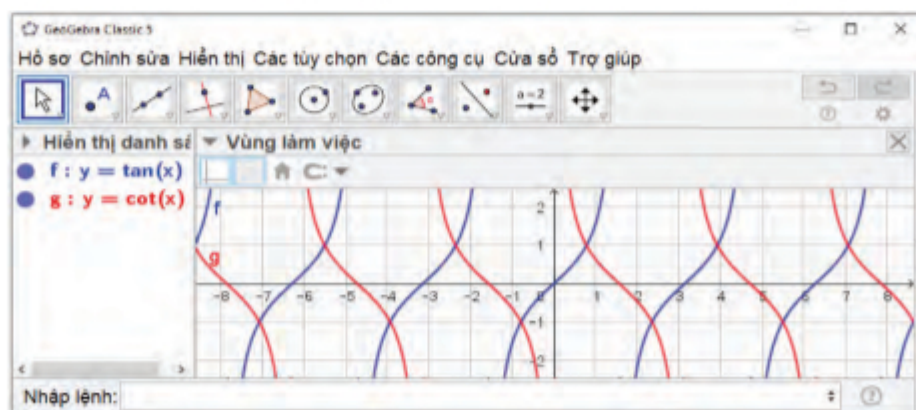 GeoGebra Classic 5
Hồ sơ Chỉnh sửa Hiển thị Các tùy chọn Các công cụ Cửa sổ Trợ giúp
A a=2
Hiển thị danh sá Vùng làm việc
f : y = tan(x)
g : y = cot(x)
f
g
2
1
-8 -7 -6 -5 -4 -3 -2 -1 0 1 2 3 4 5 6 7 8
-1
-2
Nhập lệnh: